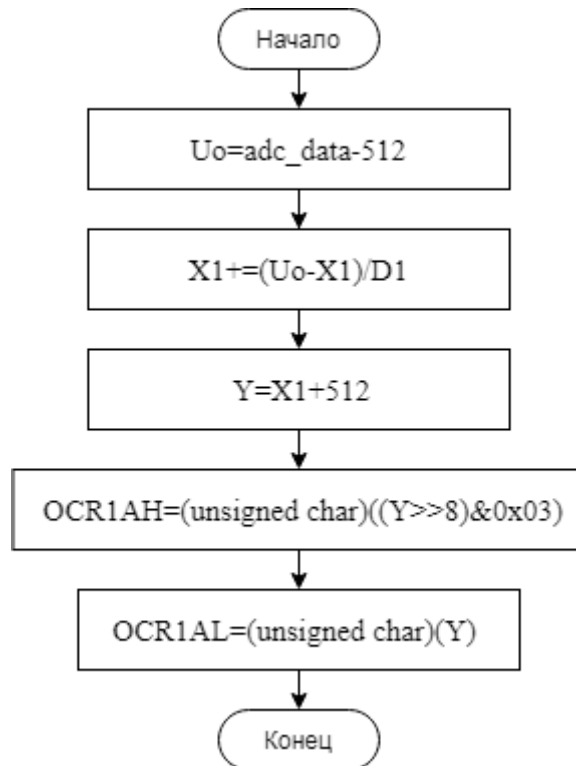 Начало
Uo=adc_data-512
X1+=(Uo-X1)/D1
Y=X1+512
OCR1AH=(unsigned char)((Y>>8)&0x03)
OCR1AL=(unsigned char)(Y)
Конец